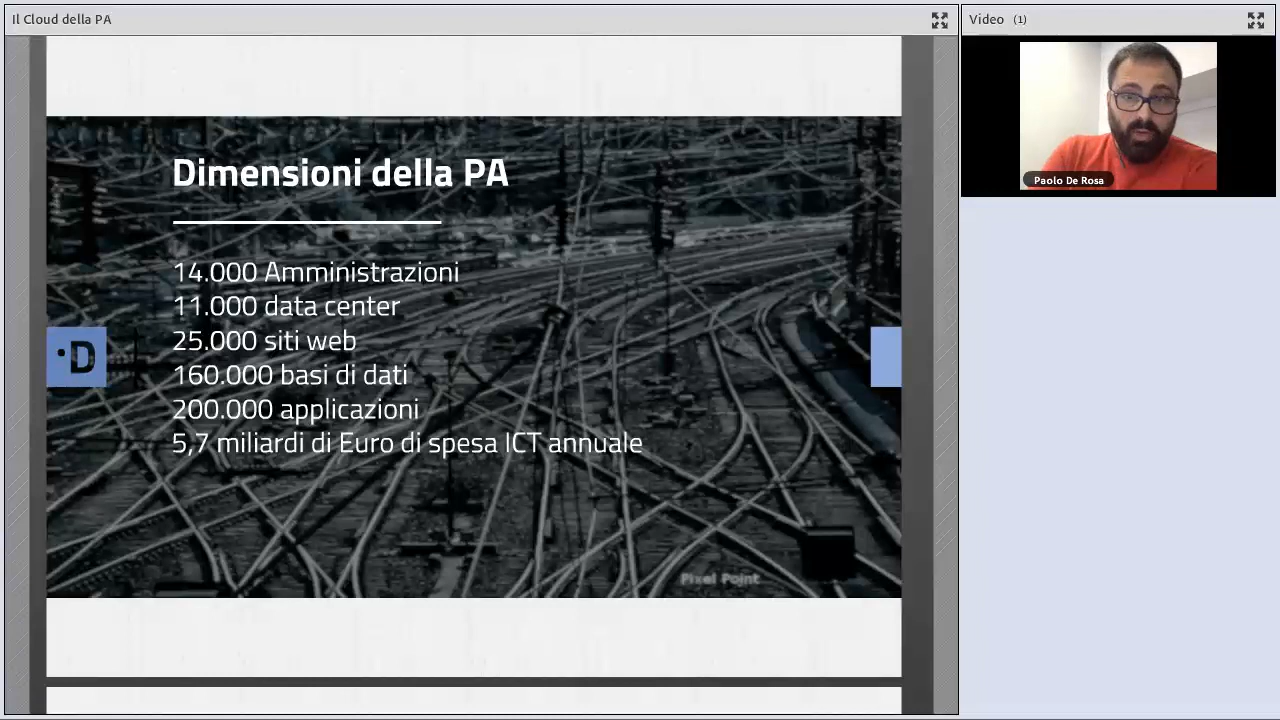 Il Cloud della PA
Video (1)
Paolo De Rosa
Dimensioni della PA
14.000 Amministrazioni
11.000 data center
25.000 siti web
160.000 basi di dati
200.000 applicazioni
5,7 miliardi di Euro di spesa ICT annuale
·D
Pixel Point